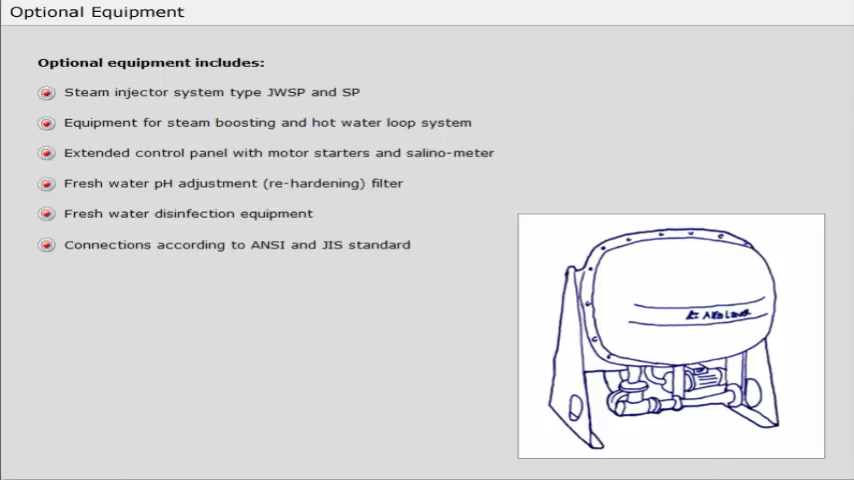 Optional Equipment
Optional equipment includes:
Steam injector system type JWSP and SP
Equipment for steam boosting and hot water loop system
Extended control panel with motor starters and salino-meter
Fresh water pH adjustment (re-hardening) filter
Fresh water disinfection equipment
Connections according to ANSI and JIS standard
Alfa Laval